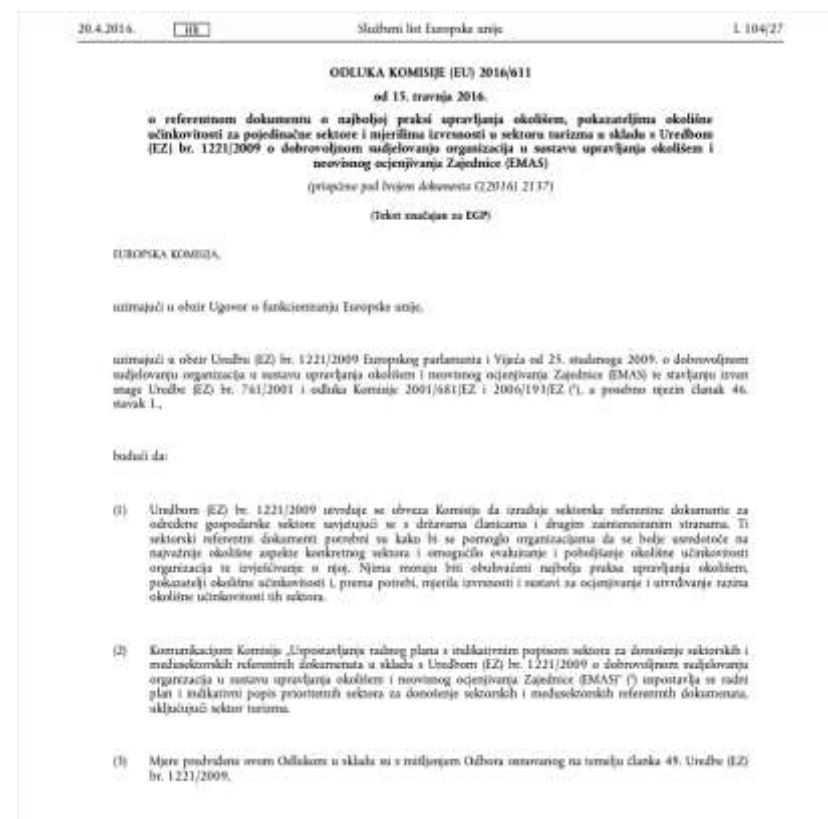 20.4.2016. HR Službeni list Europske unije L 104/27
ODLUKA KOMISIJE (EU) 2016/611
od 15. travnja 2016.
o referentnom dokumentu o najboljoj praksi upravljanja okolišem, pokazateljima okolišne
učinkovitosti za pojedinačne sektore i mjerilima izvrsnosti u sektoru turizma u skladu s Uredbom
(EZ) br. 1221/2009 o dobrovoljnom sudjelovanju organizacija u sustavu upravljanja okolišem i
neovisnog ocjenjivanja Zajednice (EMAS)
(priopćeno pod brojem dokumenta C(2016) 2137)
(Tekst značajan za EGP)
EUROPSKA KOMISIJA,
uzimajući u obzir Ugovor o funkcioniranju Europske unije,
uzimajući u obzir Uredbu (EZ) br. 1221/2009 Europskog parlamenta i Vijeća od 25. studenoga 2009. o dobrovoljnom
sudjelovanju organizacija u sustavu upravljanja okolišem i neovisnog ocjenjivanja Zajednice (EMAS) te stavljanju izvan
snage Uredbe (EZ) br. 761/2001 i odluka Komisije 2001/681/EZ i 2006/193/EZ (¹), a posebno njezin članak 46.
stavak 1.,
budući da:
(1) Uredbom (EZ) br. 1221/2009 utvrđuje se obveza Komisije da izrađuje sektorske referentne dokumente za
određene gospodarske sektore savjetujući se s državama članicama i drugim zainteresiranim stranama. Ti
sektorski referentni dokumenti potrebni su kako bi se pomoglo organizacijama da se bolje usredotoče na
najvažnije okolišne aspekte konkretnog sektora i omogućilo evaluiranje i poboljšanje okolišne učinkovitosti
organizacija te izvješćivanje o njoj. Njima moraju biti obuhvaćeni najbolja praksa upravljanja okolišem,
pokazatelji okolišne učinkovitosti i, prema potrebi, mjerila izvrsnosti i sustavi za ocjenjivanje i utvrđivanje razina
okolišne učinkovitosti tih sektora.
(2) Komunikacijom Komisije „Uspostavljanje radnog plana s indikativnim popisom sektora za donošenje sektorskih i
međusektorskih referentnih dokumenata u skladu s Uredbom (EZ) br. 1221/2009 o dobrovoljnom sudjelovanju
organizacija u sustavu upravljanja okolišem i neovisnog ocjenjivanja Zajednice (EMAS)” (²) uspostavlja se radni
plan i indikativni popis prioritetnih sektora za donošenje sektorskih i međusektorskih referentnih dokumenata,
uključujući sektor turizma.
(3) Mjere predviđene ovom Odlukom u skladu su s mišljenjem Odbora osnovanog na temelju članka 49. Uredbe (EZ)
br. 1221/2009,